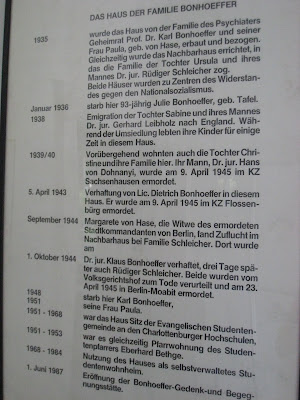 DAS HAUS DER FAMILIE BONHOEFFER
1935 wurde das Haus von der Familie des Psychiaters
Geheimrat Prof. Dr. Karl Bonhoeffer und seiner
Frau Paula, geb. von Hase, erbaut und bezogen.
Gleichzeitig wurde das Nachbarhaus errichtet, in
das die Familie der Tochter Ursula und ihres
Mannes Dr. jur. Rüdiger Schleicher zog.
Beide Häuser wurden zu Zentren des Widerstan-
des gegen den Nationalsozialismus.
Januar 1936 starb hier 93-jährig Julie Bonhoeffer, geb. Tafel.
1938 Emigration der Tochter Sabine und ihres Mannes
Dr. jur. Gerhard Leibholz nach England. Wäh-
rend der Umsiedlung lebten ihre Kinder für einige
Zeit in diesem Haus.
1939/40 Vorübergehend wohnten auch die Tochter Chri-
stine und ihre Familie hier. Ihr Mann, Dr. jur. Hans
von Dohnanyi, wurde am 9. April 1945 im KZ
Sachsenhausen ermordet.
5. April 1943 Verhaftung von Lic. Dietrich Bonhoeffer in diesem
Haus. Er wurde am 9. April 1945 im KZ Flossen-
bürg ermordet.
September 1944 Margarete von Hase, die Witwe des ermordeten
Stadtkommandanten von Berlin, fand Zuflucht im
Nachbarhaus bei Familie Schleicher. Dort wurde
am
1. Oktober 1944 Dr. jur. Klaus Bonhoeffer verhaftet, drei Tage spä-
ter auch Rüdiger Schleicher. Beide wurden vom
Volksgerichtshof zum Tode verurteilt und am 23.
April 1945 in Berlin-Moabit ermordet.
1948 starb hier Karl Bonhoeffer,
1951 seine Frau Paula.
1951 - 1968 war das Haus Sitz der Evangelischen Studenten-
gemeinde an den Charlottenburger Hochschulen,
1951 - 1953 war es gleichzeitig Pfarrwohnung des Studen-
tenpfarrers Eberhard Bethge.
1968 - 1984 Nutzung des Hauses als selbstverwaltetes Stu-
dentenwohnheim.
1. Juni 1987 Eröffnung der Bonhoeffer-Gedenk-und Begeg-
nungsstätte.